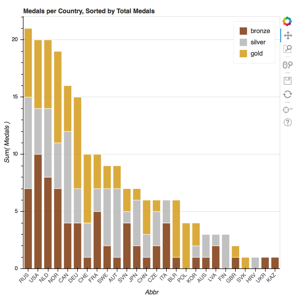 Medals per Country, Sorted by Total Medals
bronze
silver
gold
20
15
10
5
0
Sum( Medals )
RUS USA NLD NOR CAN DEU CHE FRA SWE AUT SVN JPN CHN CZE ITA BLR POL KOR AUS LVA FIN GBR SVK HRV UKR KAZ
Abbr